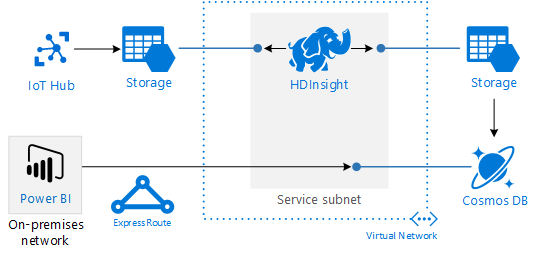 IoT Hub
Storage
HDInsight
Storage
Power BI
On-premises
network
ExpressRoute
Service subnet
Virtual Network
Cosmos DB